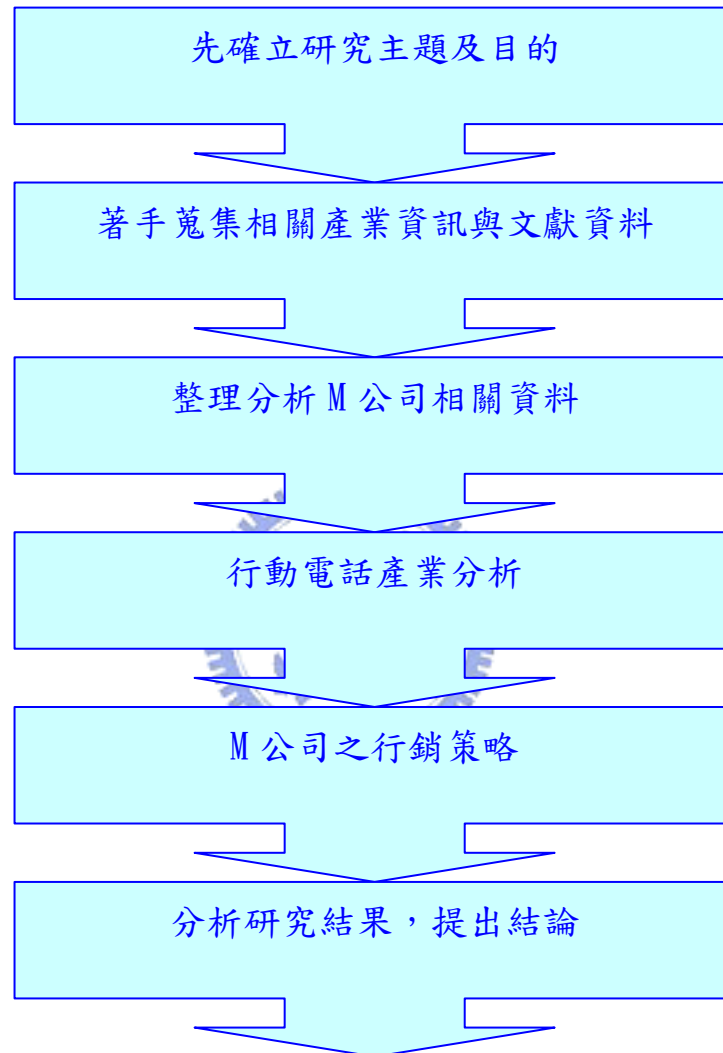 先確立研究主題及目的
著手蒐集相關產業資訊與文獻資料
整理分析 M 公司相關資料
行動電話產業分析
M 公司之行銷策略
分析研究結果，提出結論